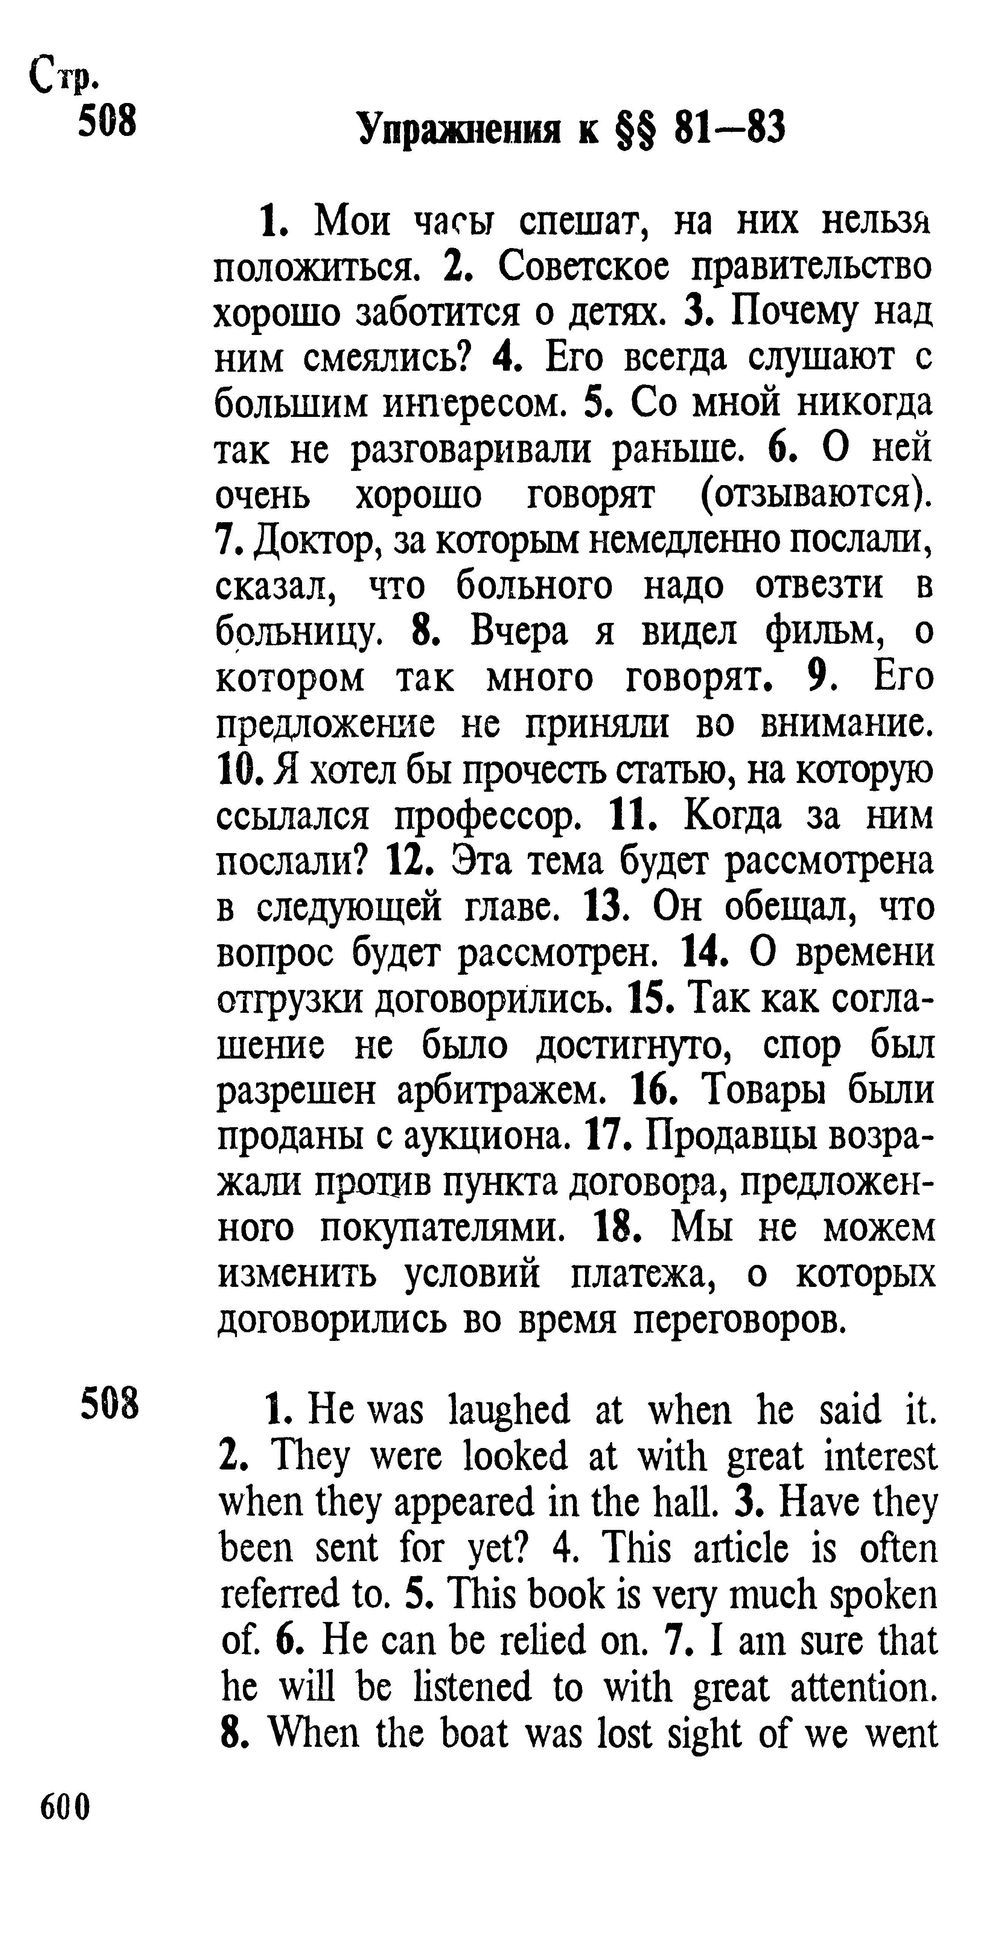 Стр.
508
Упражнения к §§ 81—83
1. Мои часы спешат, на них нельзя
положиться. 2. Советское правительство
хорошо заботится о детях. 3. Почему над
ним смеялись? 4. Его всегда слушают с
большим интересом. 5. Со мной никогда
так не разговаривали раньше. 6. О ней
очень хорошо говорят (отзываются).
7. Доктор, за которым немедленно послали,
сказал, что больного надо отвезти в
больницу. 8. Вчера я видел фильм, о
котором так много говорят. 9. Его
предложение не приняли во внимание.
10. Я хотел бы прочесть статью, на которую
ссылался профессор. 11. Когда за ним
послали? 12. Эта тема будет рассмотрена
в следующей главе. 13. Он обещал, что
вопрос будет рассмотрен. 14. О времени
отгрузки договорились. 15. Так как согла-
шение не было достигнуто, спор был
разрешен арбитражем. 16. Товары были
проданы с аукциона. 17. Продавцы возра-
жали против пункта договора, предложен-
ного покупателями. 18. Мы не можем
изменить условий платежа, о которых
договорились во время переговоров.
508
1. He was laughed at when he said it.
2. They were looked at with great interest
when they appeared in the hall. 3. Have they
been sent for yet? 4. This article is often
referred to. 5. This book is very much spoken
of. 6. He can be relied on. 7. I am sure that
he will be listened to with great attention.
8. When the boat was lost sight of we went
600